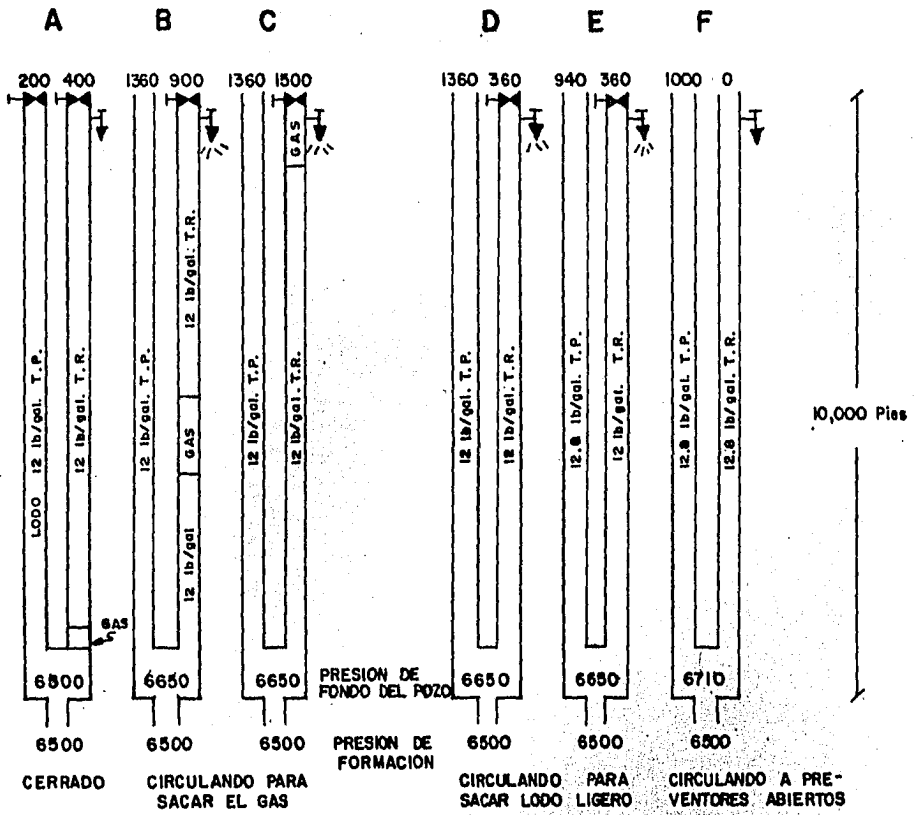 A B C D E F
200 400 1360 900 1360 1500 1360 360 940 360 1000 0
LODO 12 lb/gal. T.P.
12 lb/gal. T.R.
GAS
12 lb/gal. T.P.
12 lb/gal. T.R.
GAS
12 lb/gal
12 lb/gal. T.P.
GAS
12 lb/gal. T.R.
12 lb/gal. T.P.
12 lb/gal. T.R.
12.8 lb/gal. T.P.
12 lb/gal. T.R.
12.8 lb/gal. T.P.
12.8 lb/gal. T.R.
10,000 Pies
6500 6650 6650 PRESION DE FONDO DEL POZO 6650 6650 6710
6500 6500 6500 PRESION DE FORMACION 6500 6500 6500
CERRADO
CIRCULANDO PARA
SACAR EL GAS
CIRCULANDO PARA
SACAR LODO LIGERO
CIRCULANDO A PRE-
VENTORES ABIERTOS